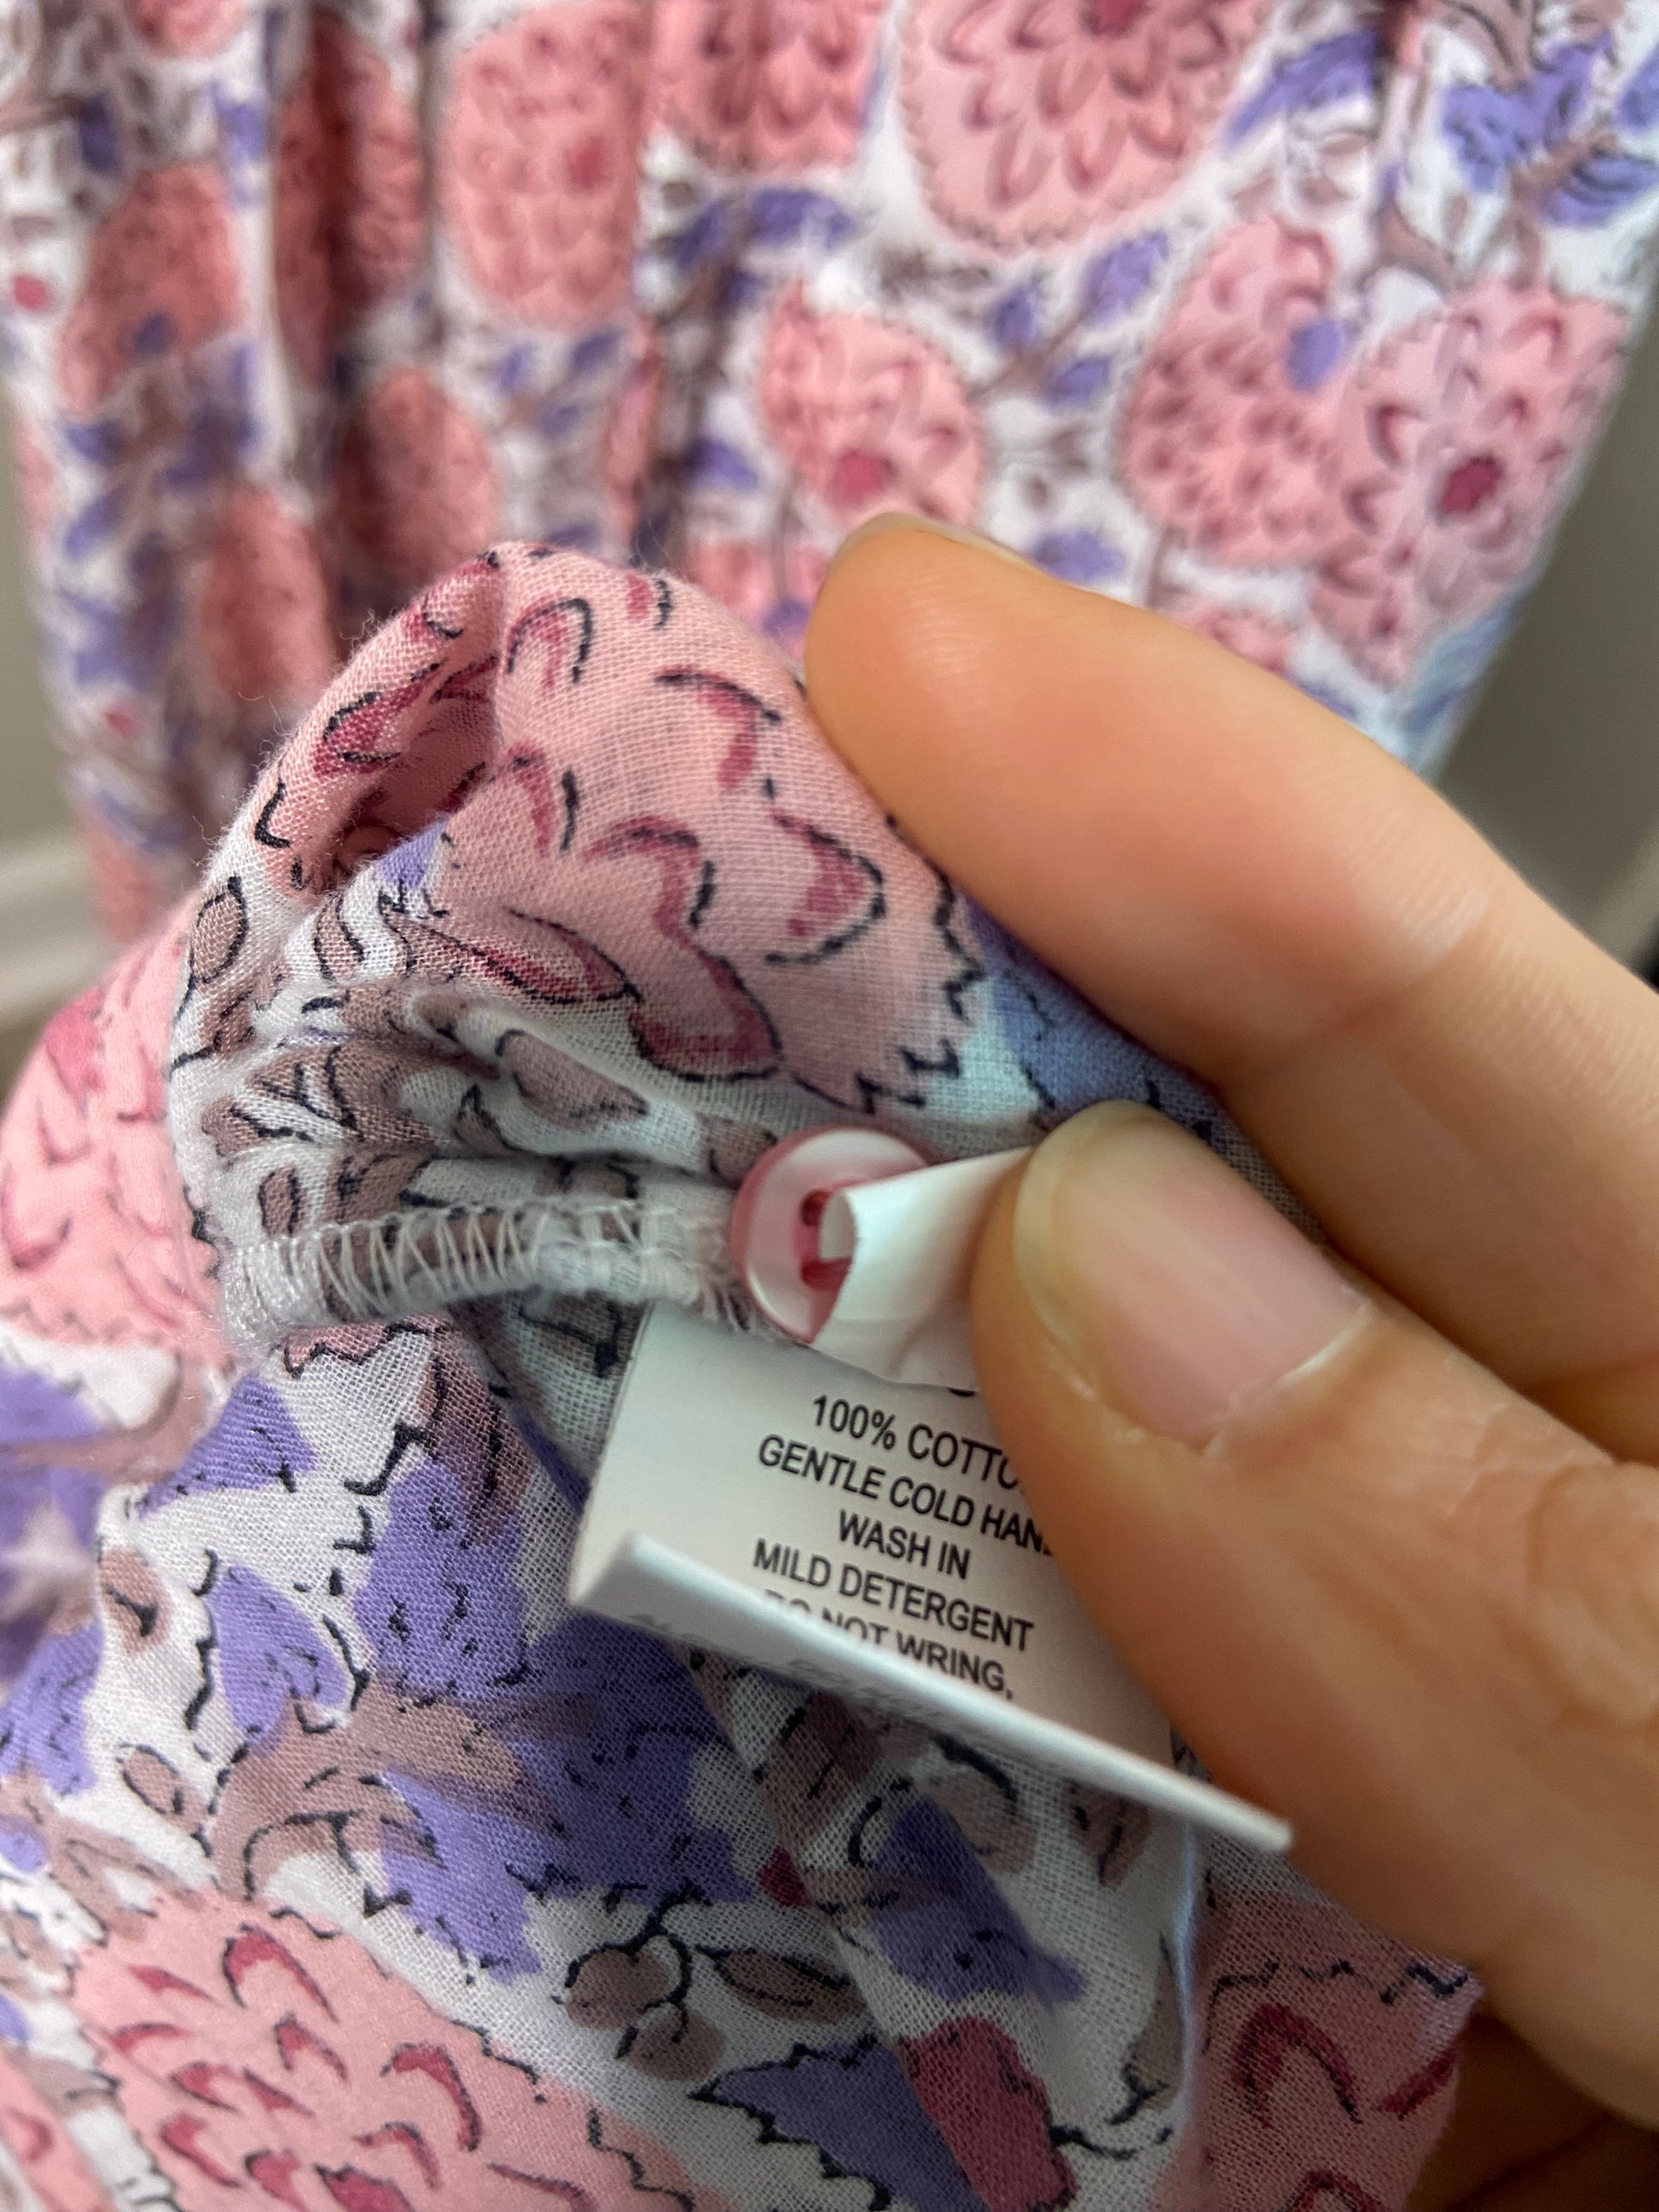 100% COTTO
GENTLE COLD HAN
WASH IN
MILD DETERGENT
DO NOT WRING,